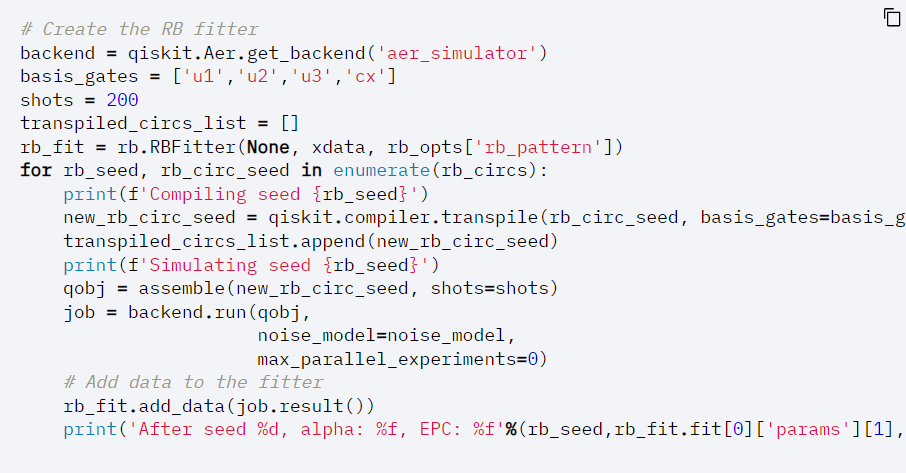 # Create the RB fitter
backend = qiskit.Aer.get_backend('aer_simulator')
basis_gates = ['u1','u2','u3','cx']
shots = 200
transpiled_circs_list = []
rb_fit = rb.RBFitter(None, xdata, rb_opts['rb_pattern'])
for rb_seed, rb_circ_seed in enumerate(rb_circs):
    print(f'Compiling seed {rb_seed}')
    new_rb_circ_seed = qiskit.compiler.transpile(rb_circ_seed, basis_gates=basis_g
    transpiled_circs_list.append(new_rb_circ_seed)
    print(f'Simulating seed {rb_seed}')
    qobj = assemble(new_rb_circ_seed, shots=shots)
    job = backend.run(qobj,
                      noise_model=noise_model,
                      max_parallel_experiments=0)
    # Add data to the fitter
    rb_fit.add_data(job.result())
    print('After seed %d, alpha: %f, EPC: %f'%(rb_seed,rb_fit.fit[0]['params'][1],